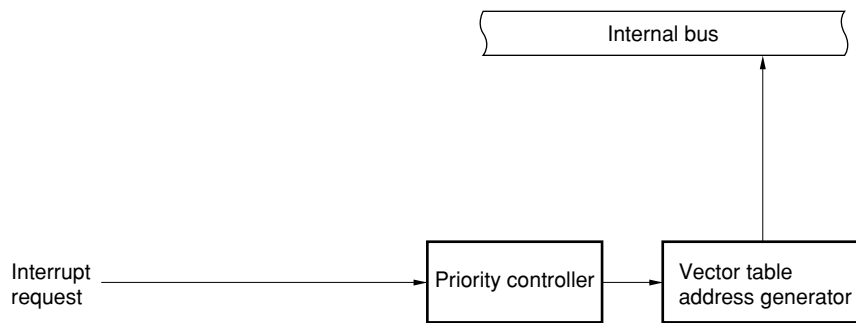 Internal bus
Interrupt
request
Priority controller
Vector table
address generator